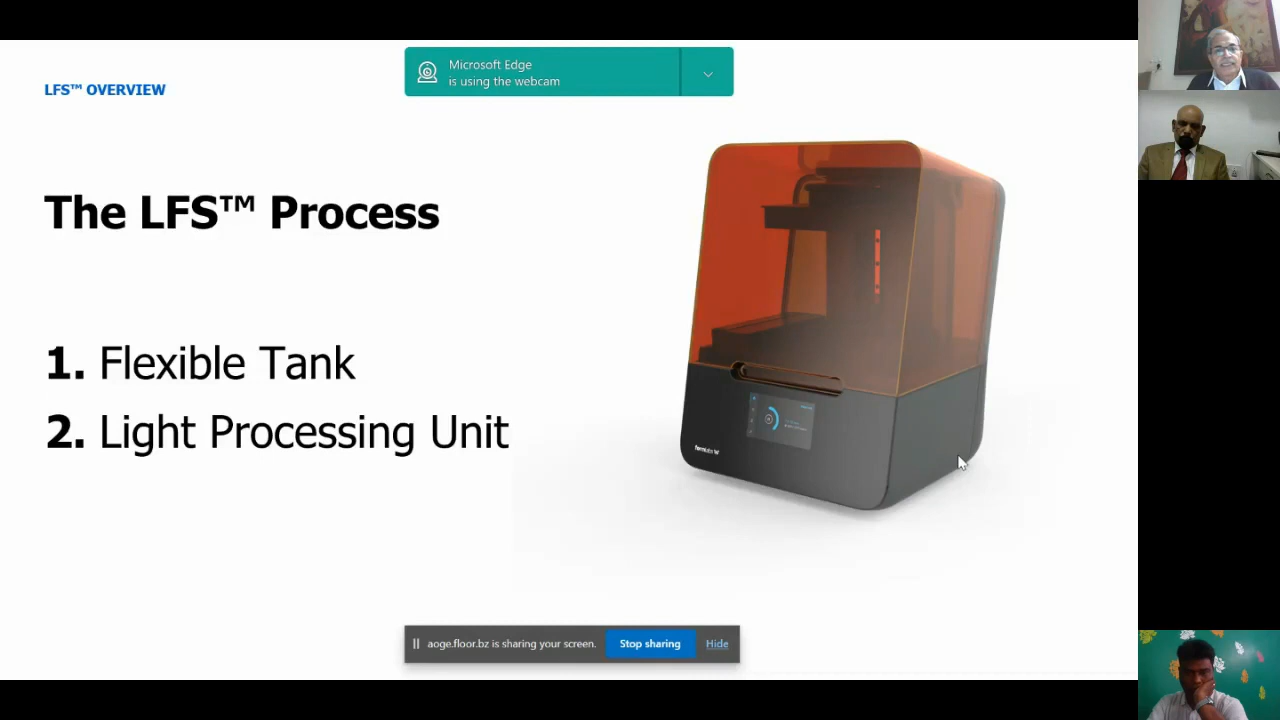 Microsoft Edge
is using the webcam
LFS™ OVERVIEW
The LFS™ Process
1. Flexible Tank
2. Light Processing Unit
aoge.floor.bz is sharing your screen.
Stop sharing
Hide